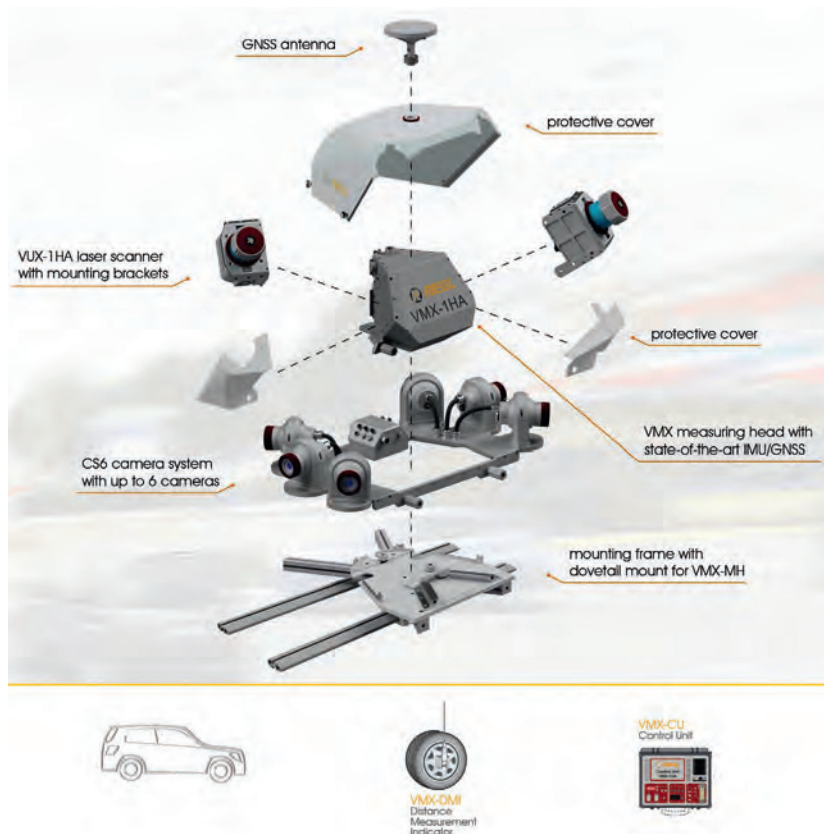 GNSS antenna
protective cover
VUX-1HA laser scanner
with mounting brackets
RIEGL
VMX-1HA
protective cover
VMX measuring head with
state-of-the-art IMU/GNSS
CS6 camera system
with up to 6 cameras
mounting frame with
dovetail mount for VMX-MH
VMX-DMI
Distance
Measurement
Indicator
VMX-CU
Control Unit